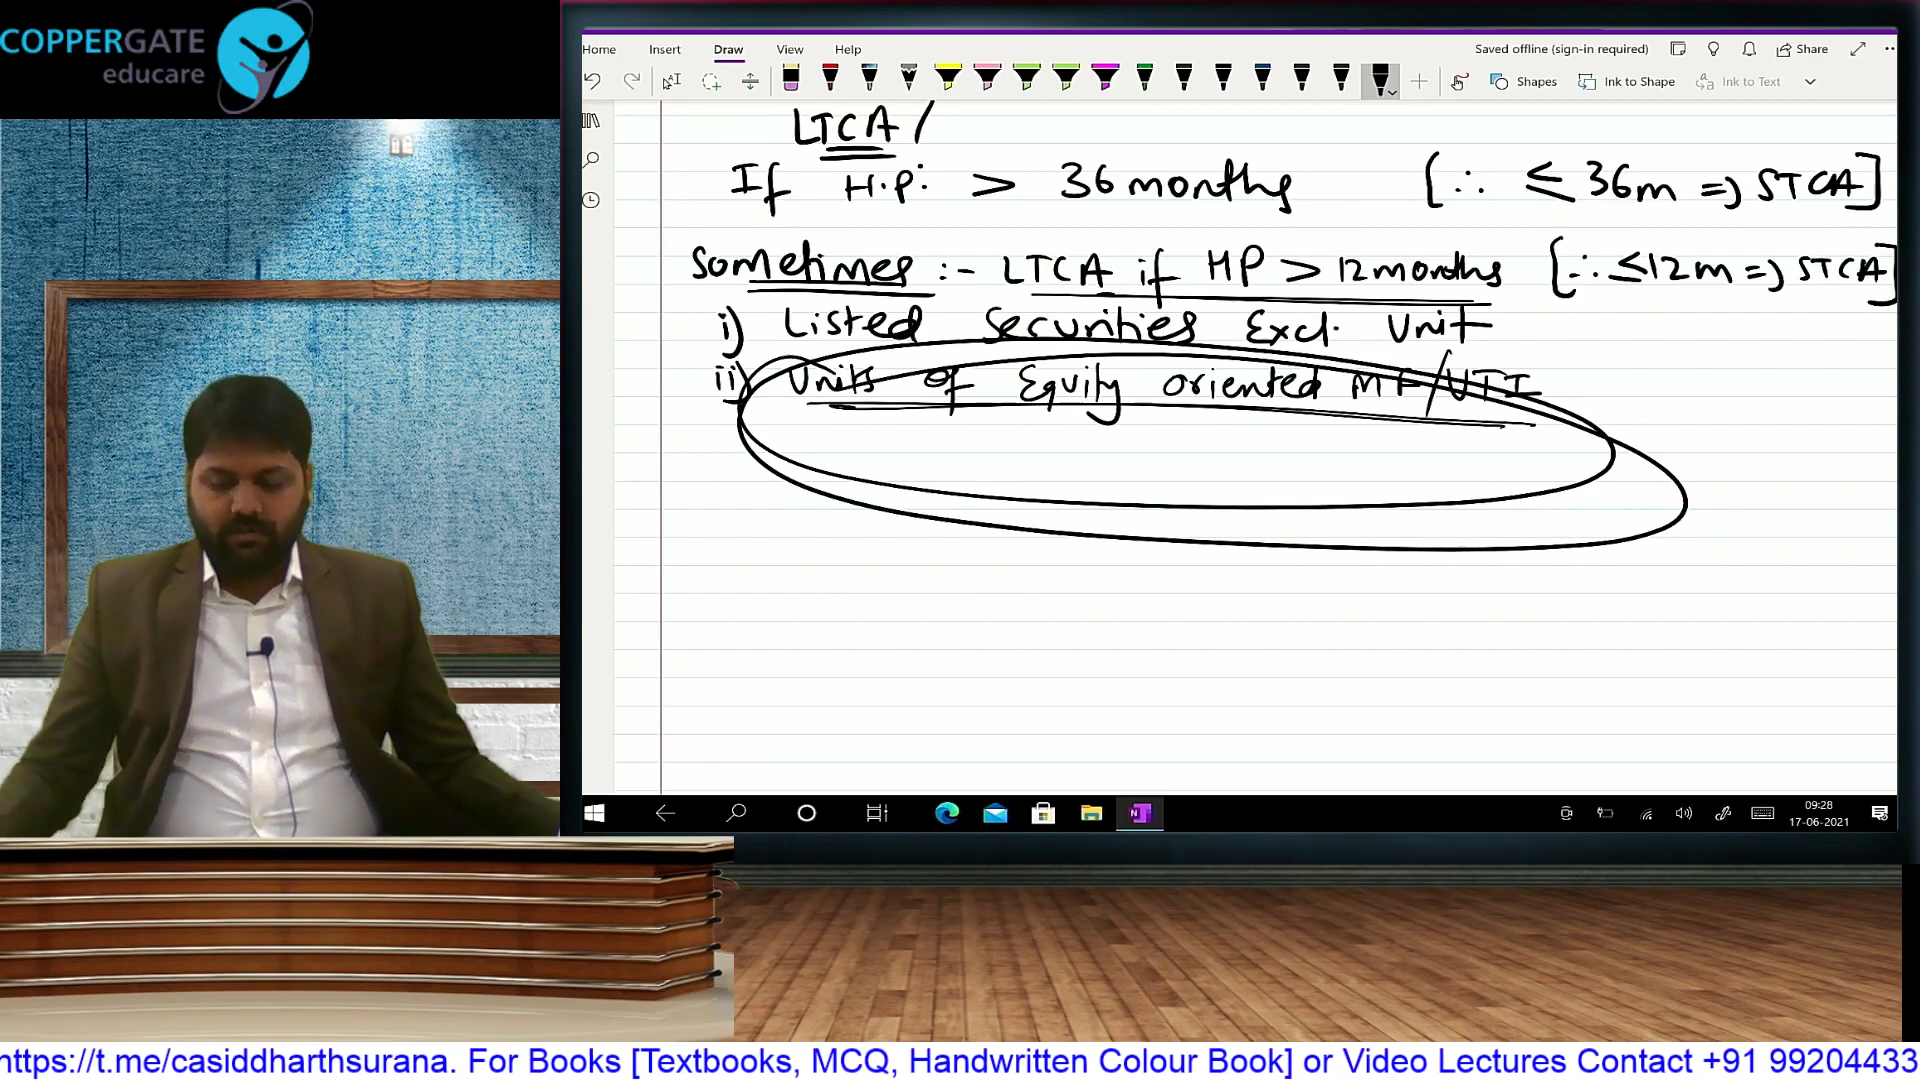 COPPERGATE
educare
Home Insert Draw View Help
Saved offline (sign-in required) Share
Shapes Ink to Shape Ink to Text
LTCA /
If H.P. > 36 months [∴ ≤ 36m => STCA]
Sometimes :- LTCA if HP > 12 months [∴ ≤ 12m => STCA]
i) Listed Securities Excl. Unit
ii) Units of Equity oriented MF/UTI
09:28
17-06-2021
https://t.me/casiddharthsurana. For Books [Textbooks, MCQ, Handwritten Colour Book] or Video Lectures Contact +91 99204433